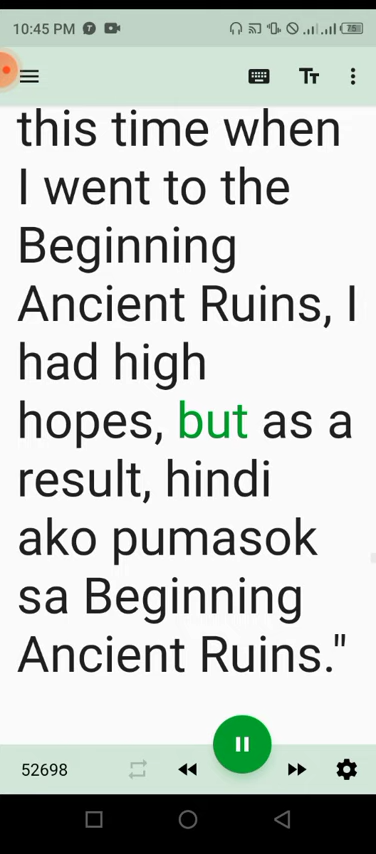 10:45 PM
75
this time when
I went to the
Beginning
Ancient Ruins, I
had high
hopes, but as a
result, hindi
ako pumasok
sa Beginning
Ancient Ruins."
52698